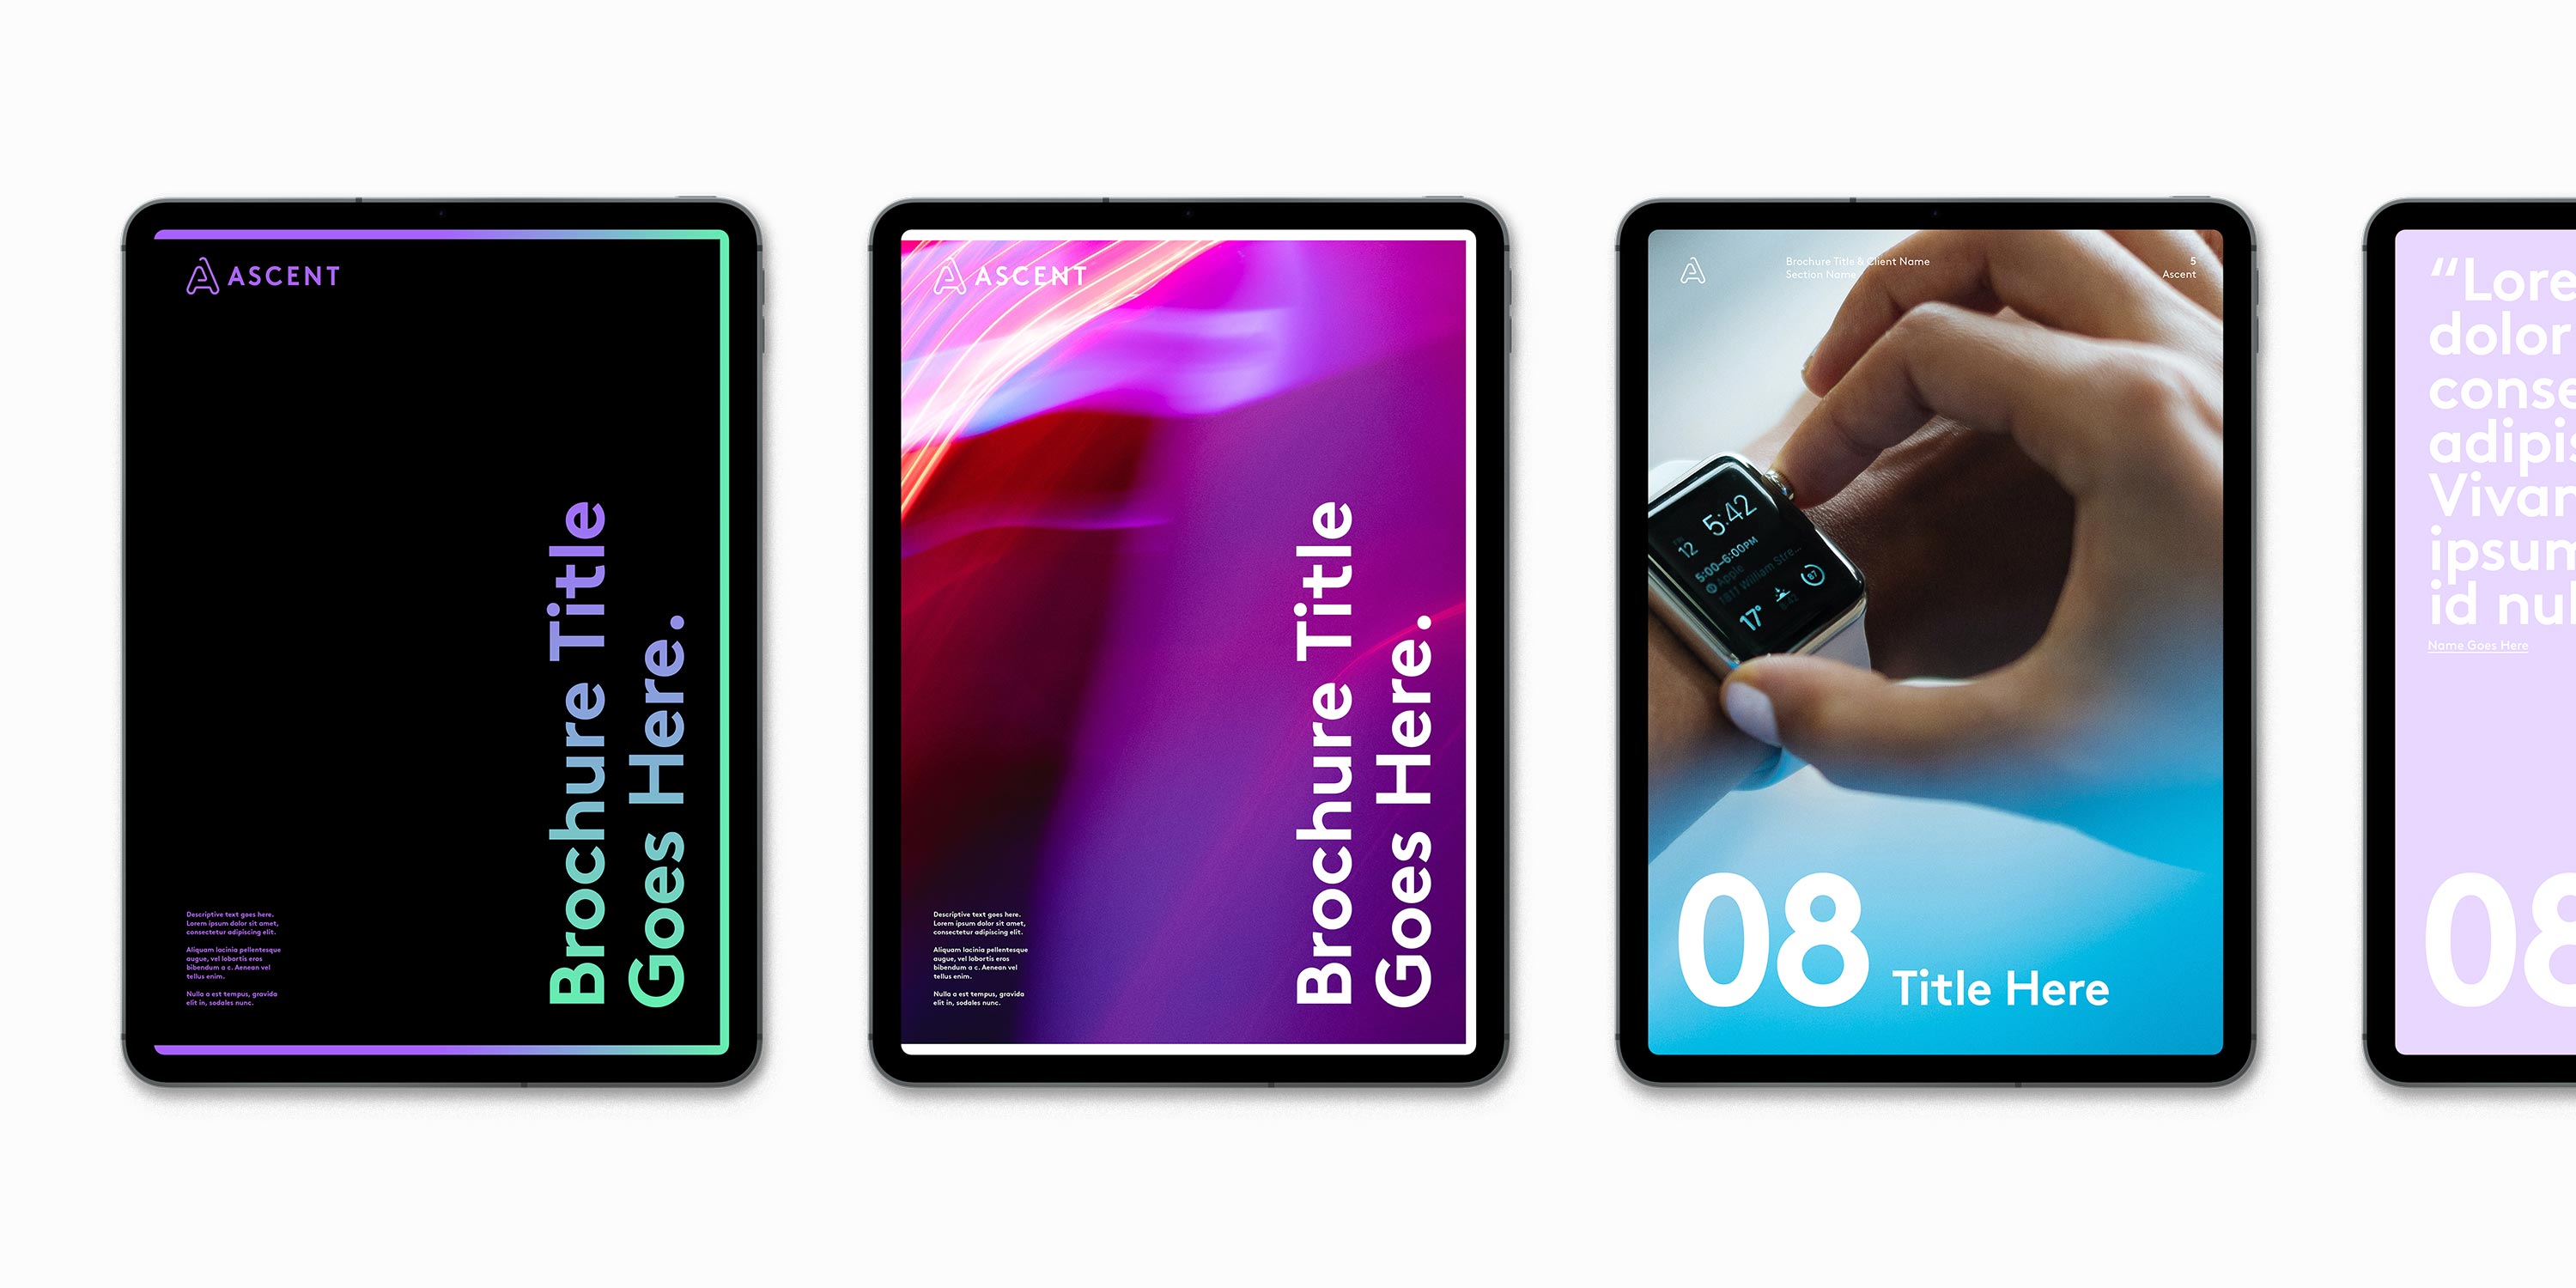 ASCENT
Brochure Title
Goes Here.
Descriptive text goes here.
Lorem ipsum dolor sit amet,
consectetur adipiscing elit.
Aliquam lacinia pellentesque
augue, vel lobortis eros
bibendum a c. Aenean vel
tellus enim.
Nulla a est tempus, gravida
elit in, sodales nunc.
ASCENT
Brochure Title
Goes Here.
Descriptive text goes here.
Lorem ipsum dolor sit amet,
consectetur adipiscing elit.
Aliquam lacinia pellentesque
augue, vel lobortis eros
bibendum a c. Aenean vel
tellus enim.
Nulla a est tempus, gravida
elit in, sodales nunc.
Brochure Title & Client Name
Section Name
5
Ascent
5:42
12
5:00–6:00PM
Apple
1817 William Stre...
87
17°
8:42
08 Title Here
“Lore
dolor
conse
adipis
Vivar
ipsum
id nul
Name Goes Here
08